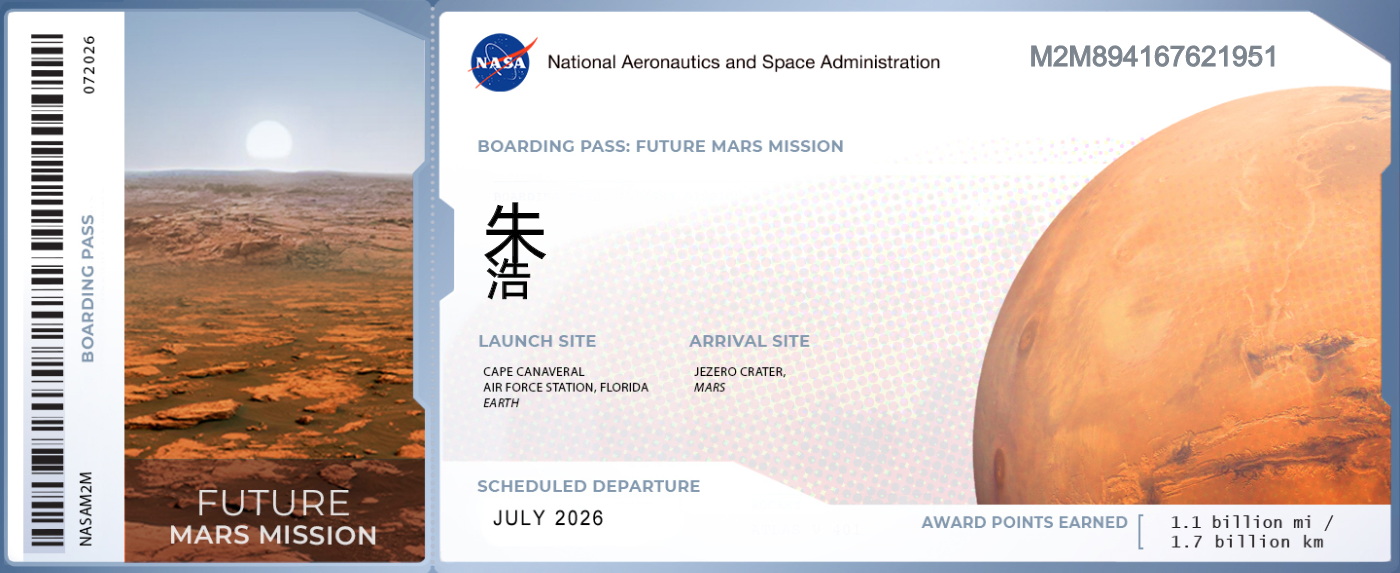 072026
BOARDING PASS
NASAM2M
FUTURE
MARS MISSION
NASA
National Aeronautics and Space Administration
M2M894167621951
BOARDING PASS: FUTURE MARS MISSION
朱
浩
LAUNCH SITE
CAPE CANAVERAL
AIR FORCE STATION, FLORIDA
EARTH
ARRIVAL SITE
JEZERO CRATER,
MARS
SCHEDULED DEPARTURE
JULY 2026
AWARD POINTS EARNED
1.1 billion mi /
1.7 billion km